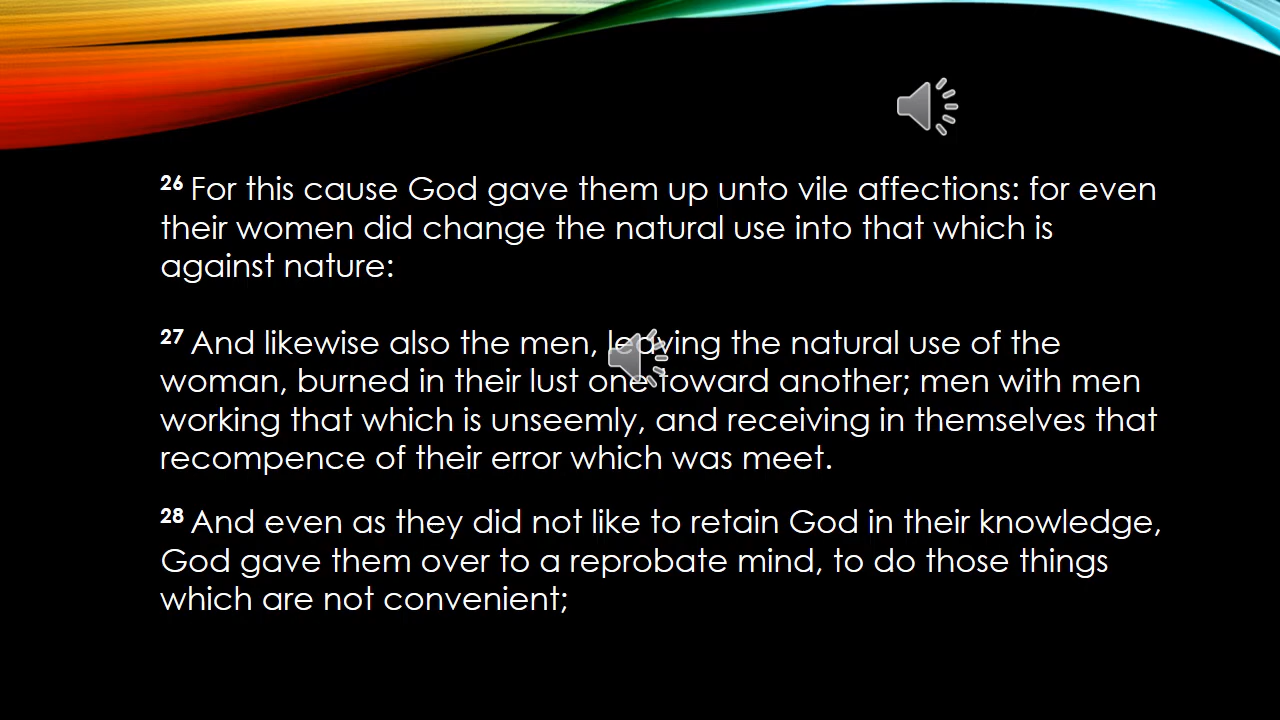 26 For this cause God gave them up unto vile affections: for even
their women did change the natural use into that which is
against nature:
27 And likewise also the men, leaving the natural use of the
woman, burned in their lust one toward another; men with men
working that which is unseemly, and receiving in themselves that
recompence of their error which was meet.
28 And even as they did not like to retain God in their knowledge,
God gave them over to a reprobate mind, to do those things
which are not convenient;